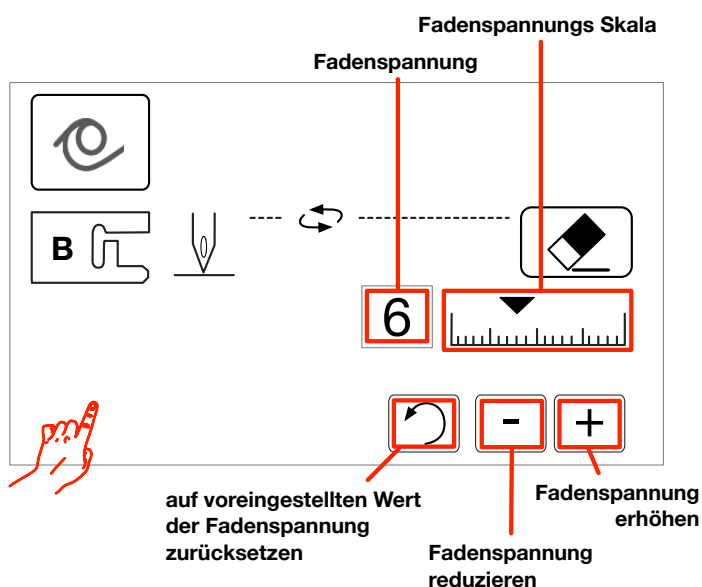 Fadenspannungs Skala
Fadenspannung
B
6
- +
auf voreingestellten Wert
der Fadenspannung
zurücksetzen
Fadenspannung
reduzieren
Fadenspannung
erhöhen